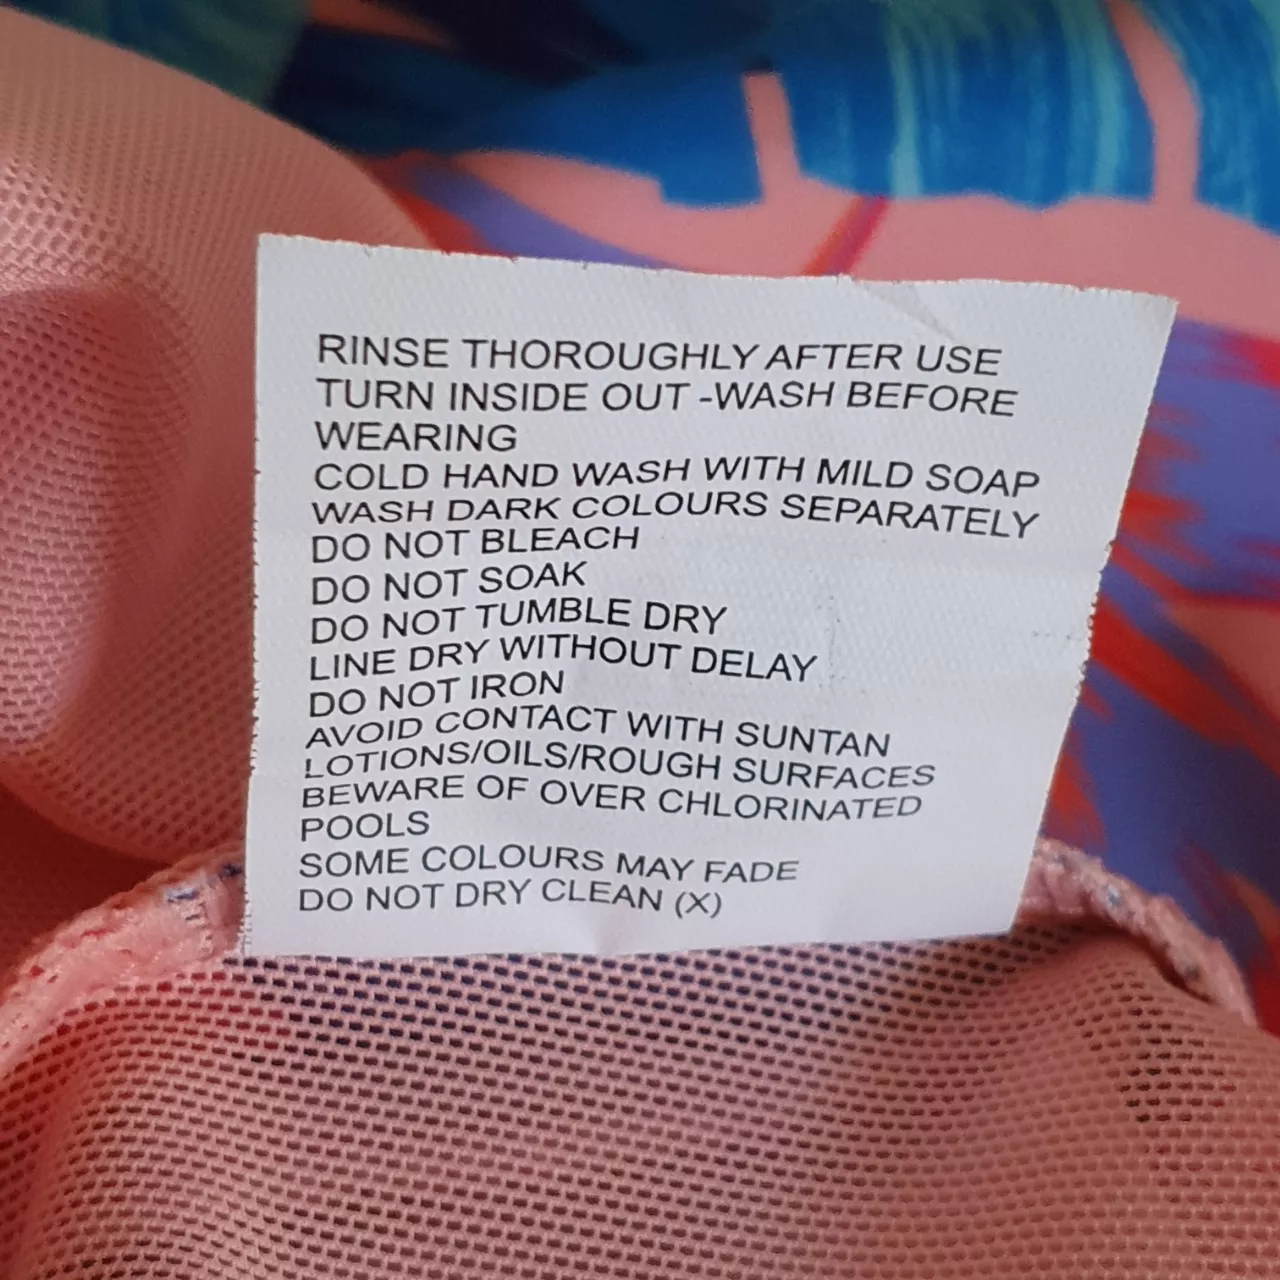 RINSE THOROUGHLY AFTER USE
TURN INSIDE OUT -WASH BEFORE
WEARING
COLD HAND WASH WITH MILD SOAP
WASH DARK COLOURS SEPARATELY
DO NOT BLEACH
DO NOT SOAK
DO NOT TUMBLE DRY
LINE DRY WITHOUT DELAY
DO NOT IRON
AVOID CONTACT WITH SUNTAN
LOTIONS/OILS/ROUGH SURFACES
BEWARE OF OVER CHLORINATED
POOLS
SOME COLOURS MAY FADE
DO NOT DRY CLEAN (X)